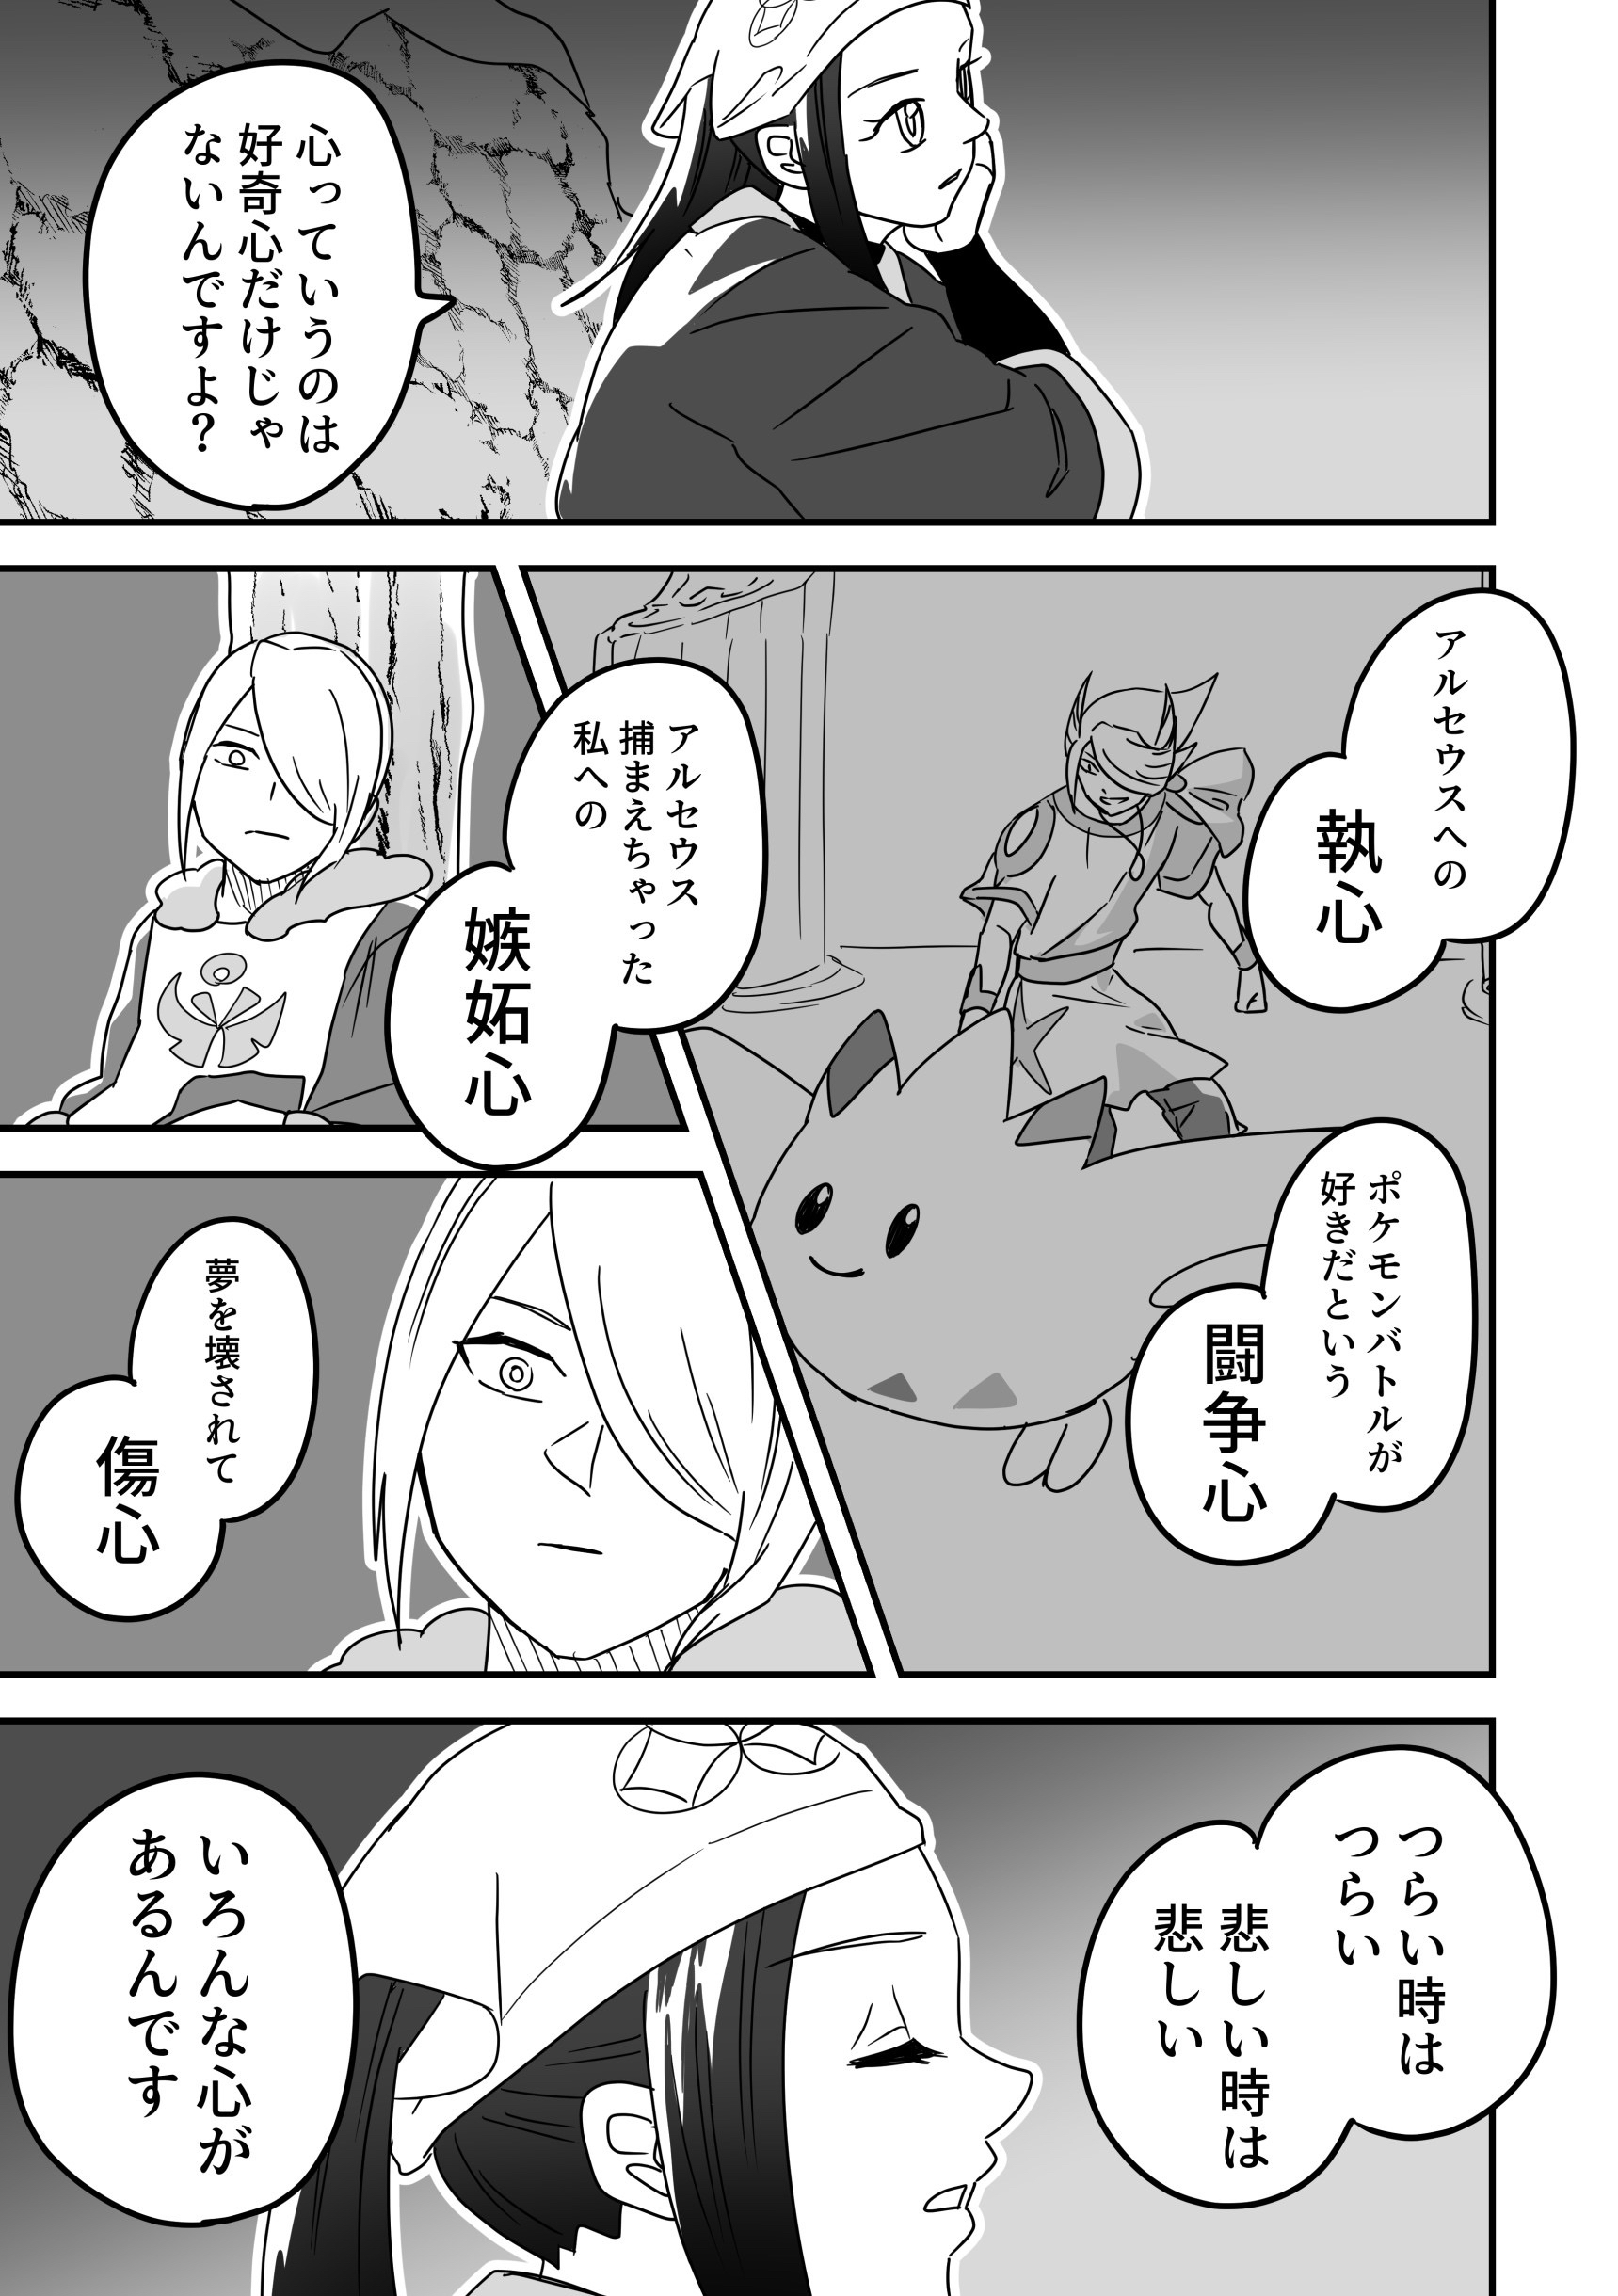 心っていうのは
好奇心だけじゃ
ないんですよ？
アルセウスへの
執心
ポケモンバトルが
好きだという
闘争心
アルセウス
捕まえちゃった
私への
嫉妬心
夢を壊されて
傷心
つらい時は
つらい
悲しい時は
悲しい
いろんな心が
あるんです